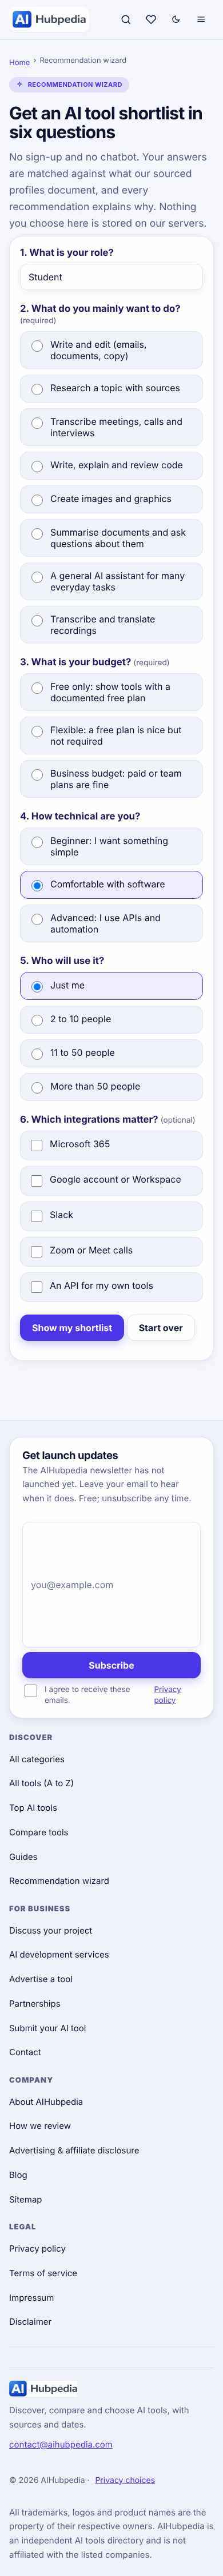 AI Hubpedia
Home › Recommendation wizard
RECOMMENDATION WIZARD
Get an AI tool shortlist in
six questions
No sign-up and no chatbot. Your answers
are matched against what our sourced
profiles document, and every
recommendation explains why. Nothing
you choose here is stored on our servers.
1. What is your role?
Student
2. What do you mainly want to do?
(required)
Write and edit (emails,
documents, copy)
Research a topic with sources
Transcribe meetings, calls and
interviews
Write, explain and review code
Create images and graphics
Summarise documents and ask
questions about them
A general AI assistant for many
everyday tasks
Transcribe and translate
recordings
3. What is your budget? (required)
Free only: show tools with a
documented free plan
Flexible: a free plan is nice but
not required
Business budget: paid or team
plans are fine
4. How technical are you?
Beginner: I want something
simple
Comfortable with software
Advanced: I use APIs and
automation
5. Who will use it?
Just me
2 to 10 people
11 to 50 people
More than 50 people
6. Which integrations matter? (optional)
Microsoft 365
Google account or Workspace
Slack
Zoom or Meet calls
An API for my own tools
Show my shortlist Start over
Get launch updates
The AIHubpedia newsletter has not
launched yet. Leave your email to hear
when it does. Free; unsubscribe any time.
you@example.com
Subscribe
I agree to receive these Privacy
emails. policy
DISCOVER
All categories
All tools (A to Z)
Top AI tools
Compare tools
Guides
Recommendation wizard
FOR BUSINESS
Discuss your project
AI development services
Advertise a tool
Partnerships
Submit your AI tool
Contact
COMPANY
About AIHubpedia
How we review
Advertising & affiliate disclosure
Blog
Sitemap
LEGAL
Privacy policy
Terms of service
Impressum
Disclaimer
AI Hubpedia
Discover, compare and choose AI tools, with
sources and dates.
contact@aihubpedia.com
© 2026 AIHubpedia · Privacy choices
All trademarks, logos and product names are the
property of their respective owners. AIHubpedia is
an independent AI tools directory and is not
affiliated with the listed companies.